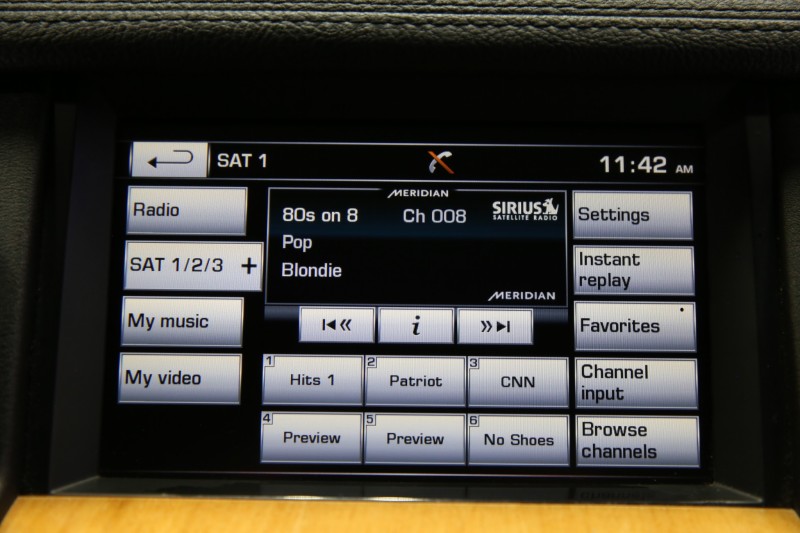 SAT 1
11:42 AM
Radio
SAT 1/2/3 +
My music
My video
MERIDIAN
80s on 8 Ch 008
SIRIUS
SATELLITE RADIO
Pop
Blondie
MERIDIAN
i
1 Hits 1
2 Patriot
3 CNN
4 Preview
5 Preview
6 No Shoes
Settings
Instant
replay
Favorites
Channel
input
Browse
channels